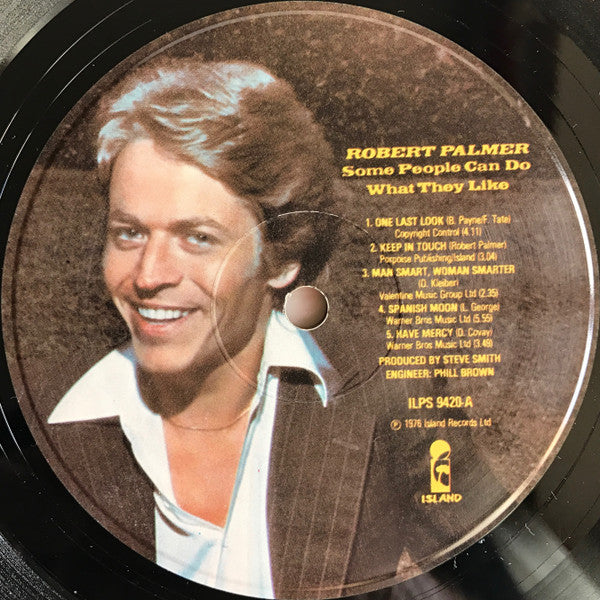 ROBERT PALMER
Some People Can Do
What They Like
1. ONE LAST LOOK (B. Payne/F. Tate)
Copyright Control (4.11)
2. KEEP IN TOUCH (Robert Palmer)
Porpoise Publishing/Island (3.04)
3. MAN SMART, WOMAN SMARTER
(D. Kleiber)
Valentine Music Group Ltd (2.35)
4. SPANISH MOON (L. George)
Warner Bros Music Ltd (5.55)
5. HAVE MERCY (D. Covay)
Warner Bros Music Ltd (3.48)
PRODUCED BY STEVE SMITH
ENGINEER: PHILL BROWN
ILPS 9420-A
℗ 1976 Island Records Ltd
ISLAND